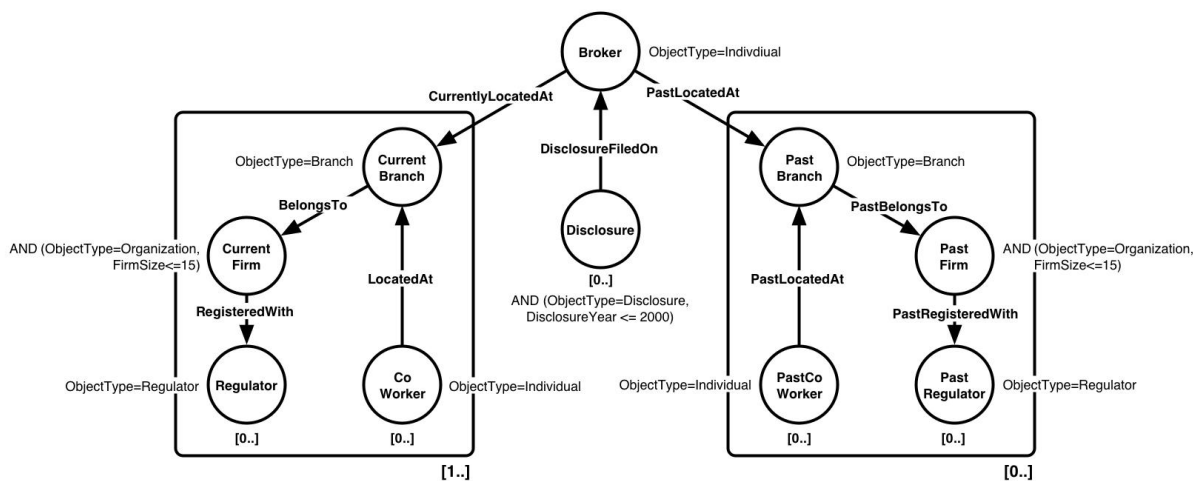 Broker
ObjectType=Indivdiual
CurrentlyLocatedAt
PastLocatedAt
ObjectType=Branch
Current
Branch
DisclosureFiledOn
Past
Branch
ObjectType=Branch
BelongsTo
PastBelongsTo
AND (ObjectType=Organization,
FirmSize<=15)
Current
Firm
LocatedAt
Disclosure
[0..]
AND (ObjectType=Disclosure,
DisclosureYear <= 2000)
PastLocatedAt
Past
Firm
AND (ObjectType=Organization,
FirmSize<=15)
RegisteredWith
PastRegisteredWith
ObjectType=Regulator
Regulator
[0..]
Co
Worker
[0..]
ObjectType=Individual
ObjectType=Individual
PastCo
Worker
[0..]
Past
Regulator
[0..]
ObjectType=Regulator
[1..]
[0..]